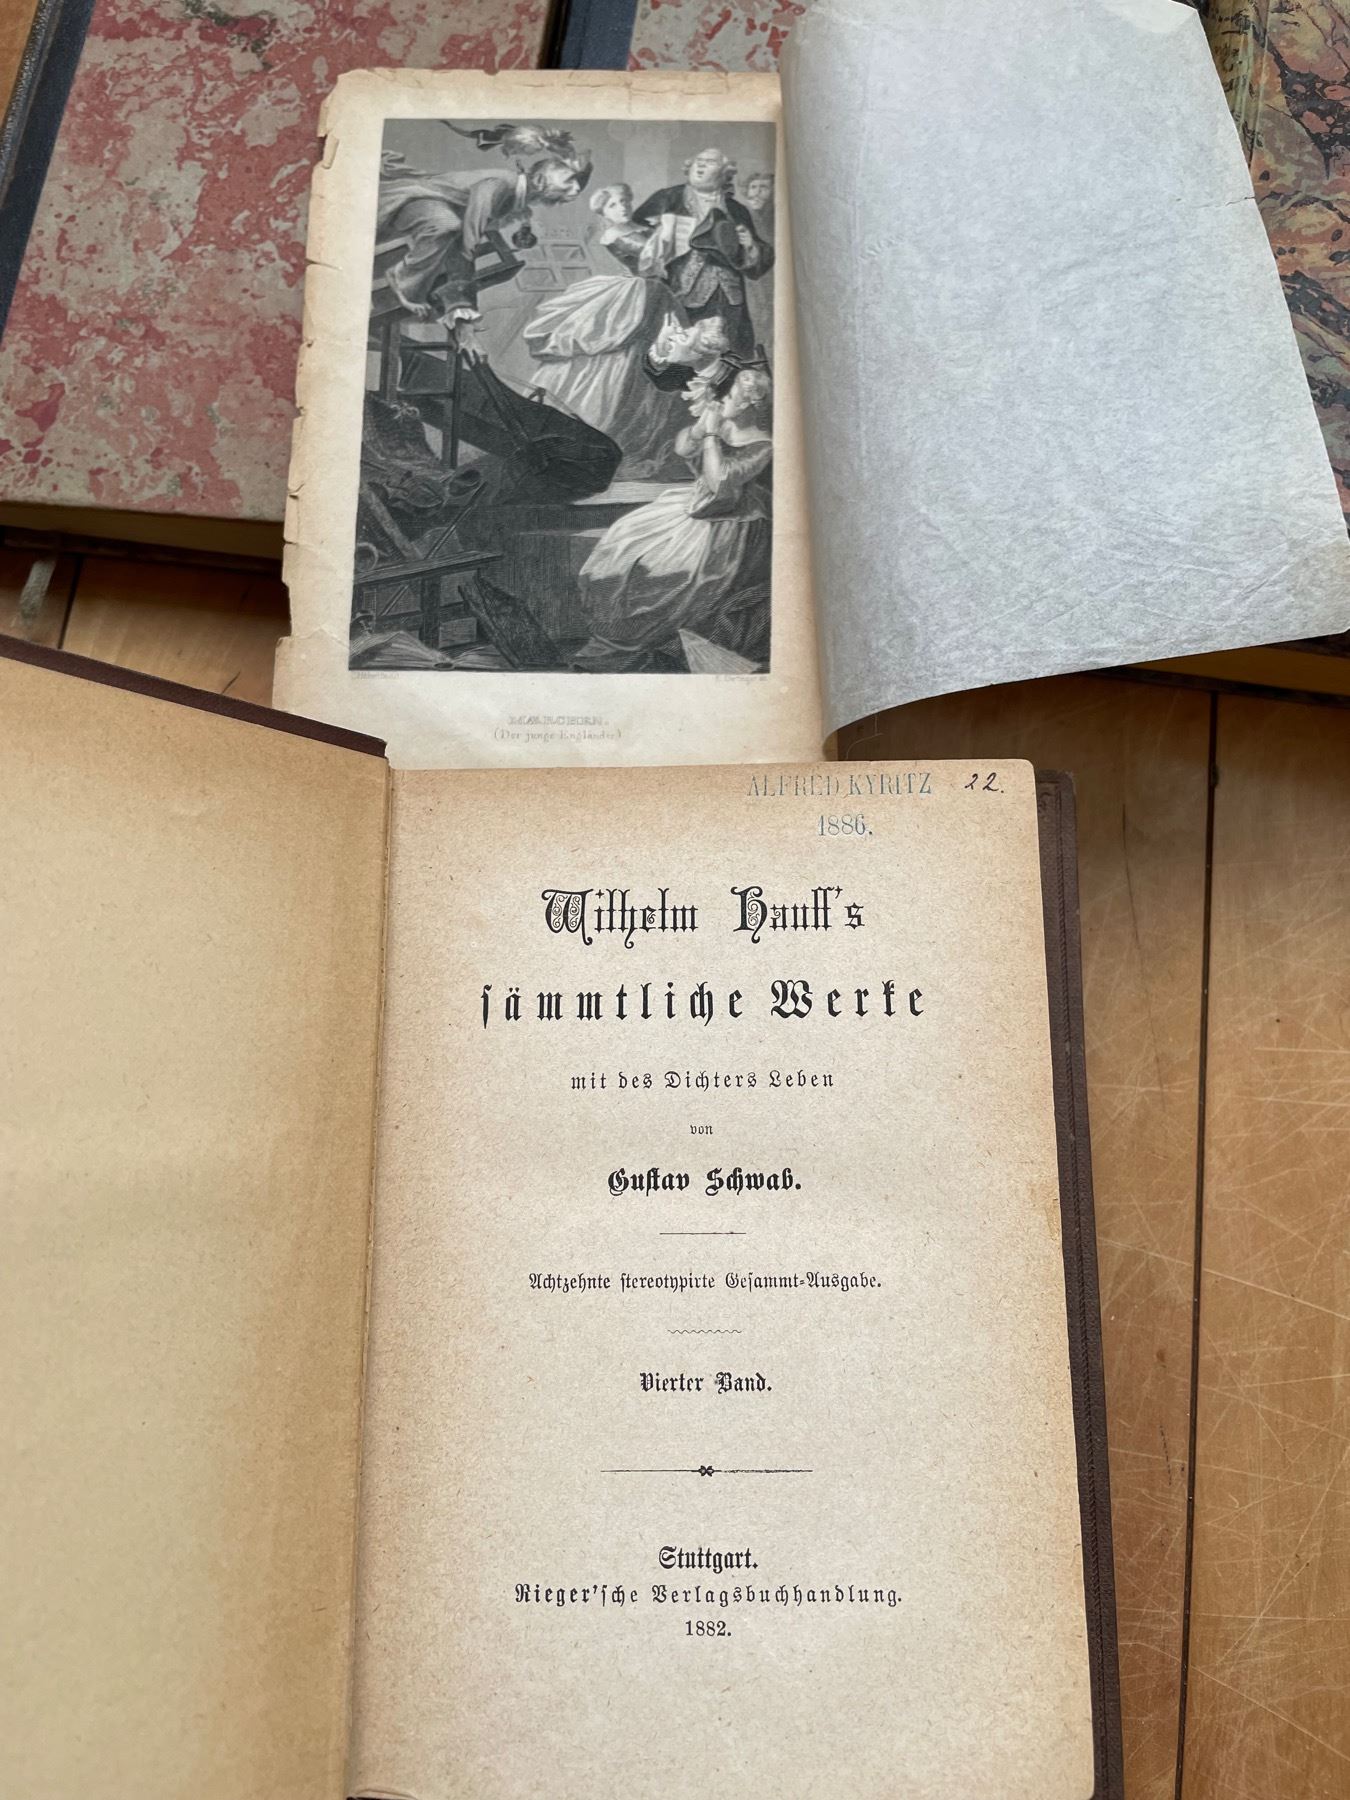 MÆRCHEN.
(Der junge Engländer)
ALFRED KYRITZ 22.
1886.
Wilhelm Hauff's
sämmtliche Werke
mit des Dichters Leben
von
Gustav Schwab.
Achtzehnte stereotypirte Gesammt-Ausgabe.
Vierter Band.
Stuttgart.
Rieger'sche Verlagsbuchhandlung.
1882.